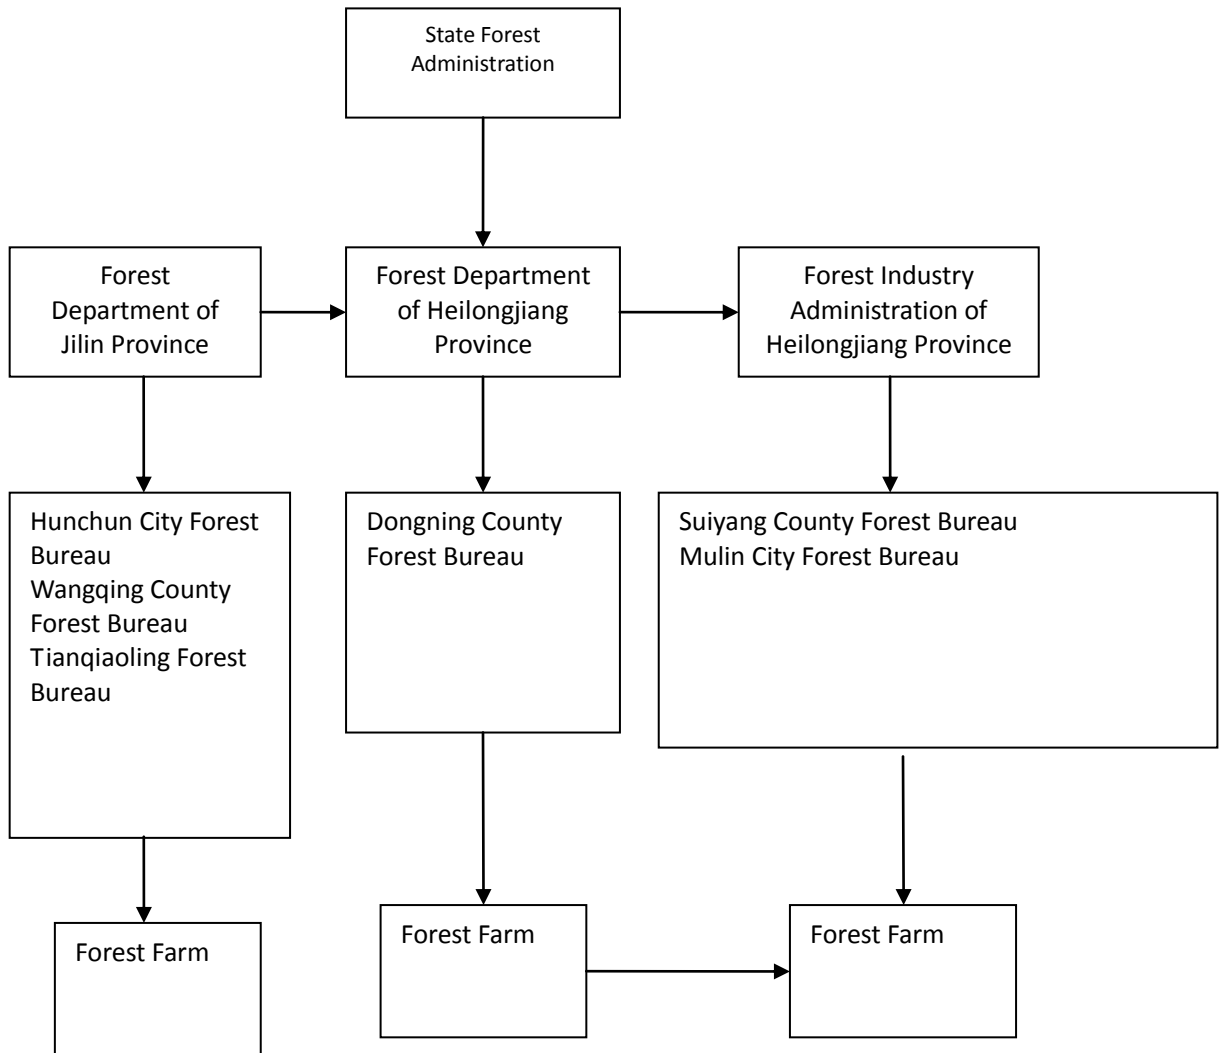 State Forest
Administration
Forest
Department of
Jilin Province
Forest Department
of Heilongjiang
Province
Forest Industry
Administration of
Heilongjiang Province
Hunchun City Forest
Bureau
Wangqing County
Forest Bureau
Tianqiaoling Forest
Bureau
Dongning County
Forest Bureau
Suiyang County Forest Bureau
Mulin City Forest Bureau
Forest Farm
Forest Farm
Forest Farm